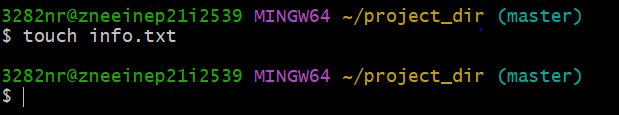 3282nr@zneeinep21i2539 MINGW64 ~/project_dir (master)
$ touch info.txt
3282nr@zneeinep21i2539 MINGW64 ~/project_dir (master)
$